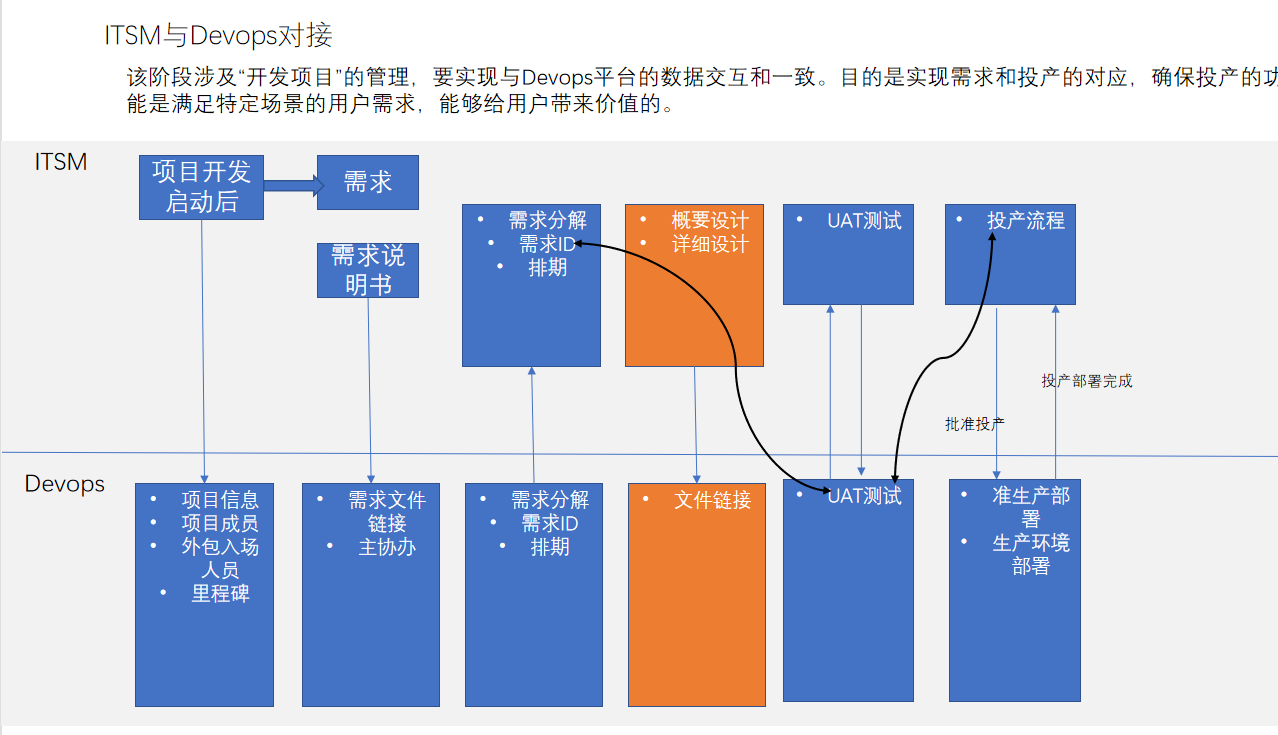 ITSM与Devops对接
该阶段涉及“开发项目”的管理，要实现与Devops平台的数据交互和一致。目的是实现需求和投产的对应，确保投产的功
能是满足特定场景的用户需求，能够给用户带来价值的。
ITSM
项目开发
启动后
需求
需求说
明书
• 需求分解
• 需求ID
• 排期
• 概要设计
• 详细设计
• UAT测试
• 投产流程
投产部署完成
批准投产
Devops
• 项目信息
• 项目成员
• 外包入场
人员
• 里程碑
• 需求文件
链接
• 主协办
• 需求分解
• 需求ID
• 排期
• 文件链接
• UAT测试
• 准生产部
署
• 生产环境
部署